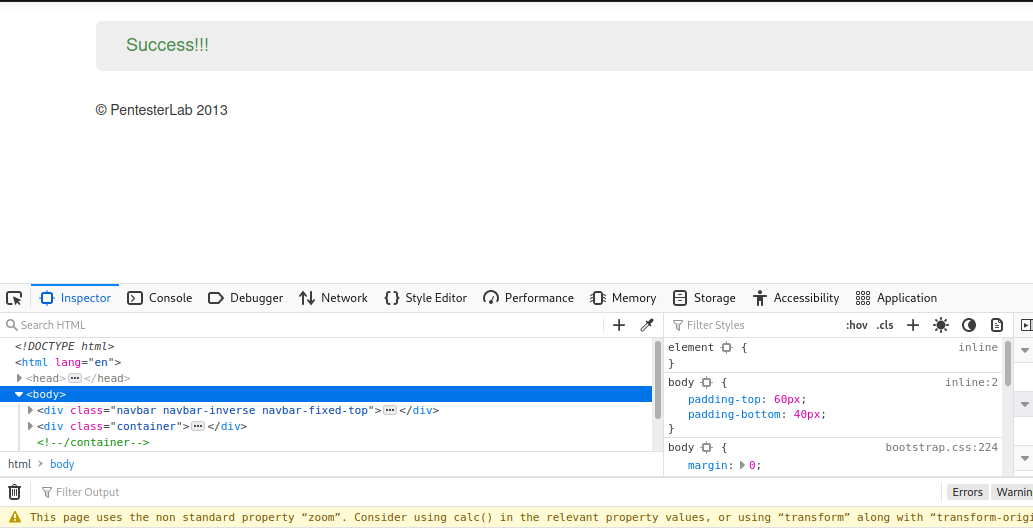 Success!!!
© PentesterLab 2013
Inspector Console Debugger Network Style Editor Performance Memory Storage Accessibility Application
Search HTML
Filter Styles :hov .cls
<!DOCTYPE html>
<html lang="en">
<head> ••• </head>
<body>
<div class="navbar navbar-inverse navbar-fixed-top"> ••• </div>
<div class="container"> ••• </div>
<!--/container-->
html > body
element { inline
}
body { inline:2
padding-top: 60px;
padding-bottom: 40px;
}
body { bootstrap.css:224
margin: 0;
Filter Output Errors
This page uses the non standard property “zoom”. Consider using calc() in the relevant property values, or using “transform” along with